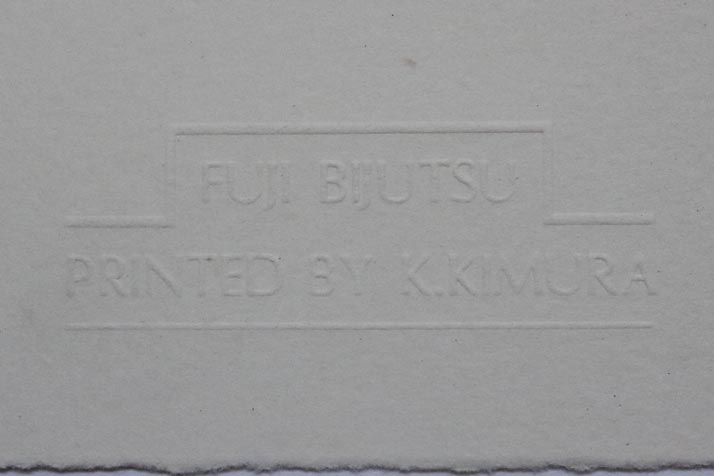 FUJI BIJUTSU
PRINTED BY K.KIMURA